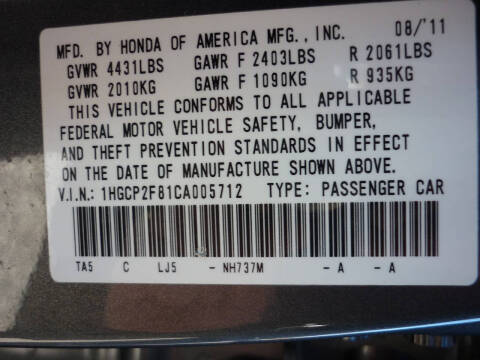 MFD. BY HONDA OF AMERICA MFG., INC. 08/'11
GVWR 4431LBS GAWR F 2403LBS R 2061LBS
GVWR 2010KG GAWR F 1090KG R 935KG
THIS VEHICLE CONFORMS TO ALL APPLICABLE
FEDERAL MOTOR VEHICLE SAFETY, BUMPER,
AND THEFT PREVENTION STANDARDS IN EFFECT
ON THE DATE OF MANUFACTURE SHOWN ABOVE.
V.I.N.: 1HGCP2F81CA005712 TYPE: PASSENGER CAR
TA5 C LJ5 - NH737M - A - A